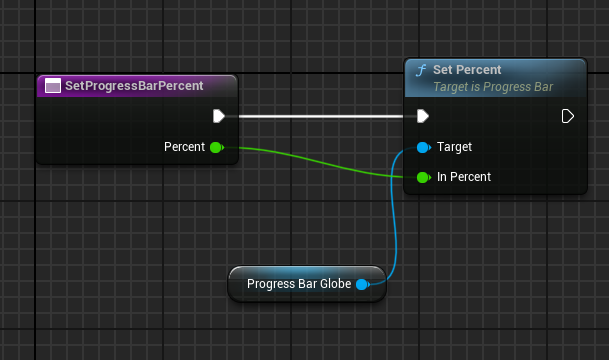 SetProgressBarPercent
Percent
f Set Percent
Target is Progress Bar
Target
In Percent
Progress Bar Globe